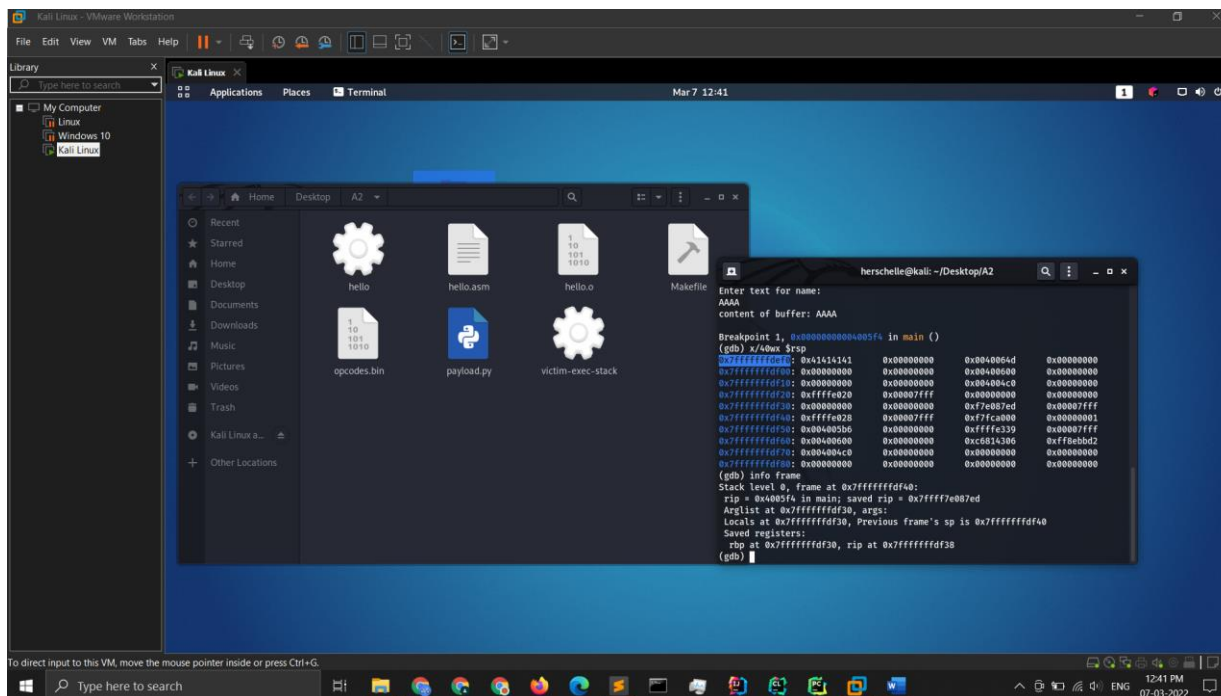 Kali Linux - VMware Workstation
File Edit View VM Tabs Help
Library
Type here to search
My Computer
Linux
Windows 10
Kali Linux
Kali Linux
Applications Places Terminal Mar 7 12:41 1
Home Desktop A2
Recent
Starred
Home
Desktop
Documents
Downloads
Music
Pictures
Videos
Trash
Kali Linux a...
Other Locations
hello
hello.asm
1
10
101
1010
hello.o
Makefile
1
10
101
1010
opcodes.bin
payload.py
victim-exec-stack
herschelle@kali: ~/Desktop/A2
Enter text for name:
AAAA
content of buffer: AAAA
Breakpoint 1, 0x00000000004005f4 in main ()
(gdb) x/40wx $rsp
0x7fffffffdef0: 0x41414141 0x00000000 0x0040064d 0x00000000
0x7fffffffdf00: 0x00000000 0x00000000 0x00400600 0x00000000
0x7fffffffdf10: 0x00000000 0x00000000 0x004004c0 0x00000000
0x7fffffffdf20: 0xffffe020 0x00007fff 0x00000000 0x00000000
0x7fffffffdf30: 0x00000000 0x00000000 0xf7e087ed 0x00007fff
0x7fffffffdf40: 0xffffe028 0x00007fff 0xf7fca000 0x00000001
0x7fffffffdf50: 0x004005b6 0x00000000 0xffffe339 0x00007fff
0x7fffffffdf60: 0x00400600 0x00000000 0xc6814306 0xff8ebbd2
0x7fffffffdf70: 0x004004c0 0x00000000 0x00000000 0x00000000
0x7fffffffdf80: 0x00000000 0x00000000 0x00000000 0x00000000
(gdb) info frame
Stack level 0, frame at 0x7fffffffdf40:
rip = 0x4005f4 in main; saved rip = 0x7ffff7e087ed
Arglist at 0x7fffffffdf30, args:
Locals at 0x7fffffffdf30, Previous frame's sp is 0x7fffffffdf40
Saved registers:
rbp at 0x7fffffffdf30, rip at 0x7fffffffdf38
(gdb)
To direct input to this VM, move the mouse pointer inside or press Ctrl+G.
Type here to search
ENG
12:41 PM
07-03-2022